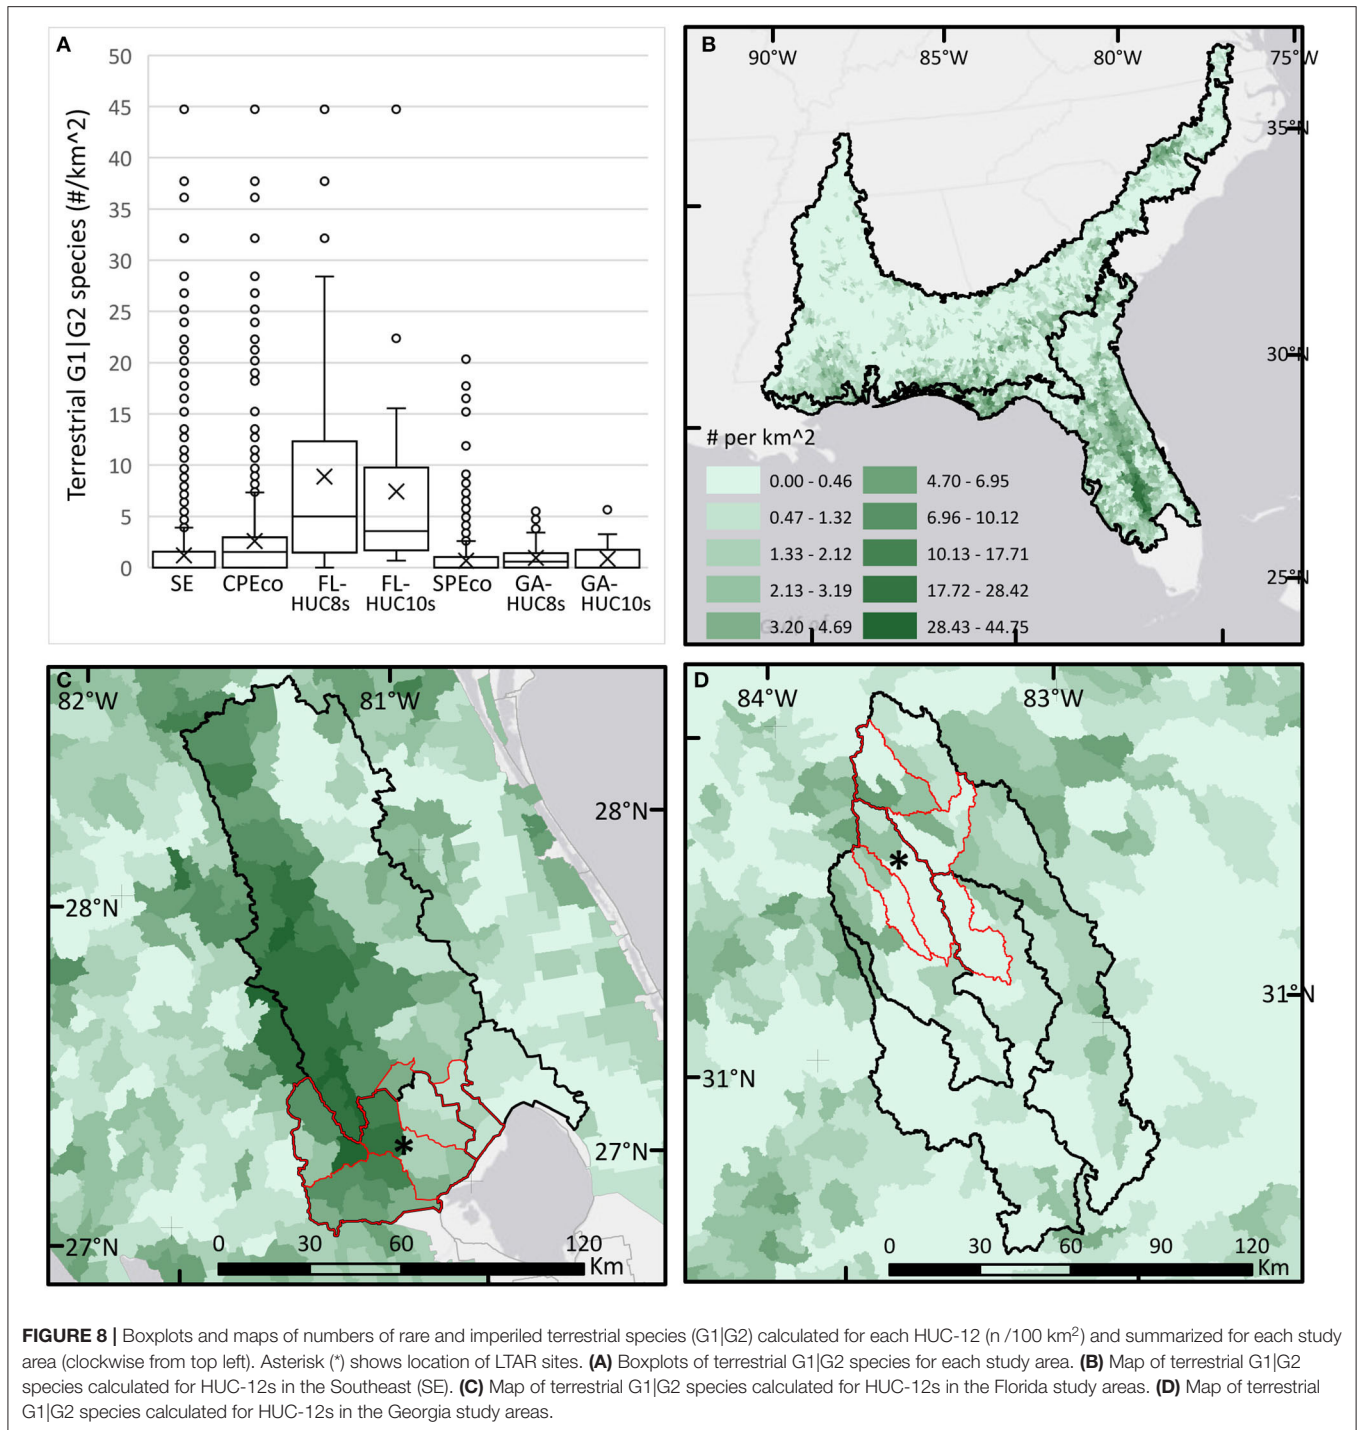 A
Terrestrial G1|G2 species (#/km^2)
50
45
40
35
30
25
20
15
10
5
0
SE
CPEco
FL-
HUC8s
FL-
HUC10s
SPEco
GA-
HUC8s
GA-
HUC10s
B
90°W
85°W
80°W
75°W
35°N
30°N
25°N
# per km^2
0.00 - 0.46
0.47 - 1.32
1.33 - 2.12
2.13 - 3.19
3.20 - 4.69
4.70 - 6.95
6.96 - 10.12
10.13 - 17.71
17.72 - 28.42
28.43 - 44.75
C
82°W
81°W
28°N
28°N
27°N
27°N
*
0 30 60 120
Km
D
84°W
83°W
31°N
31°N
*
0 30 60 90 120
Km
FIGURE 8 | Boxplots and maps of numbers of rare and imperiled terrestrial species (G1|G2) calculated for each HUC-12 (n /100 km²) and summarized for each study
area (clockwise from top left). Asterisk (*) shows location of LTAR sites. (A) Boxplots of terrestrial G1|G2 species for each study area. (B) Map of terrestrial G1|G2
species calculated for HUC-12s in the Southeast (SE). (C) Map of terrestrial G1|G2 species calculated for HUC-12s in the Florida study areas. (D) Map of terrestrial
G1|G2 species calculated for HUC-12s in the Georgia study areas.